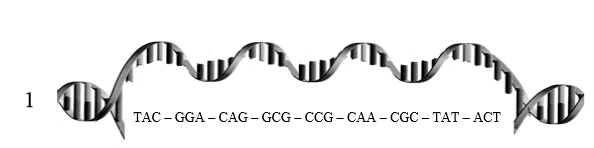 1
TAC – GGA – CAG – GCG – CCG – CAA – CGC – TAT – ACT